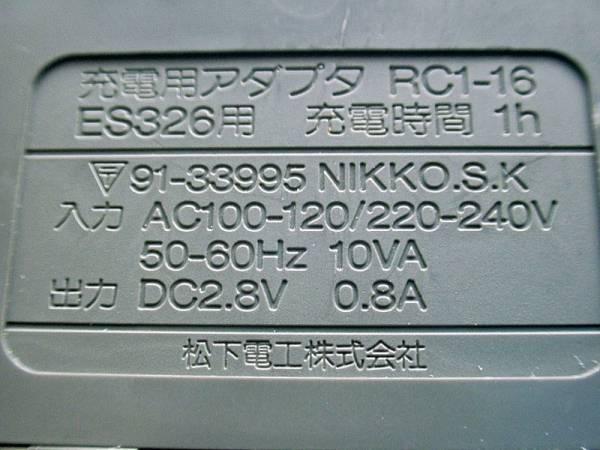 充電用アダプタ RC1-16
ES326用 充電時間 1h
91-33995 NIKKO.S.K
入力 AC100-120/220-240V
50-60Hz 10VA
出力 DC2.8V 0.8A
松下電工株式会社